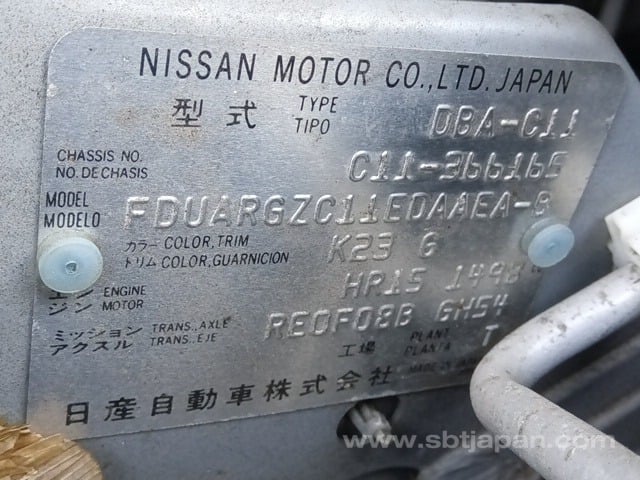 NISSAN MOTOR CO.,LTD. JAPAN
型式 TYPE TIPO DBA-C11
CHASSIS NO. NO. DE CHASIS C11-366165
MODEL MODELO FDUARGZC11EDAAEA-B
カラー COLOR, TRIM トリム COLOR, GUARNICION K23 G
エンジン ENGINE MOTOR HR15 1498
ミッション アクスル TRANS., AXLE TRANS., EJE RE0F08B GH54
工場 PLANT PLANTA T
日産自動車株式会社 MADE IN JAPAN
www.sbtjapan.com